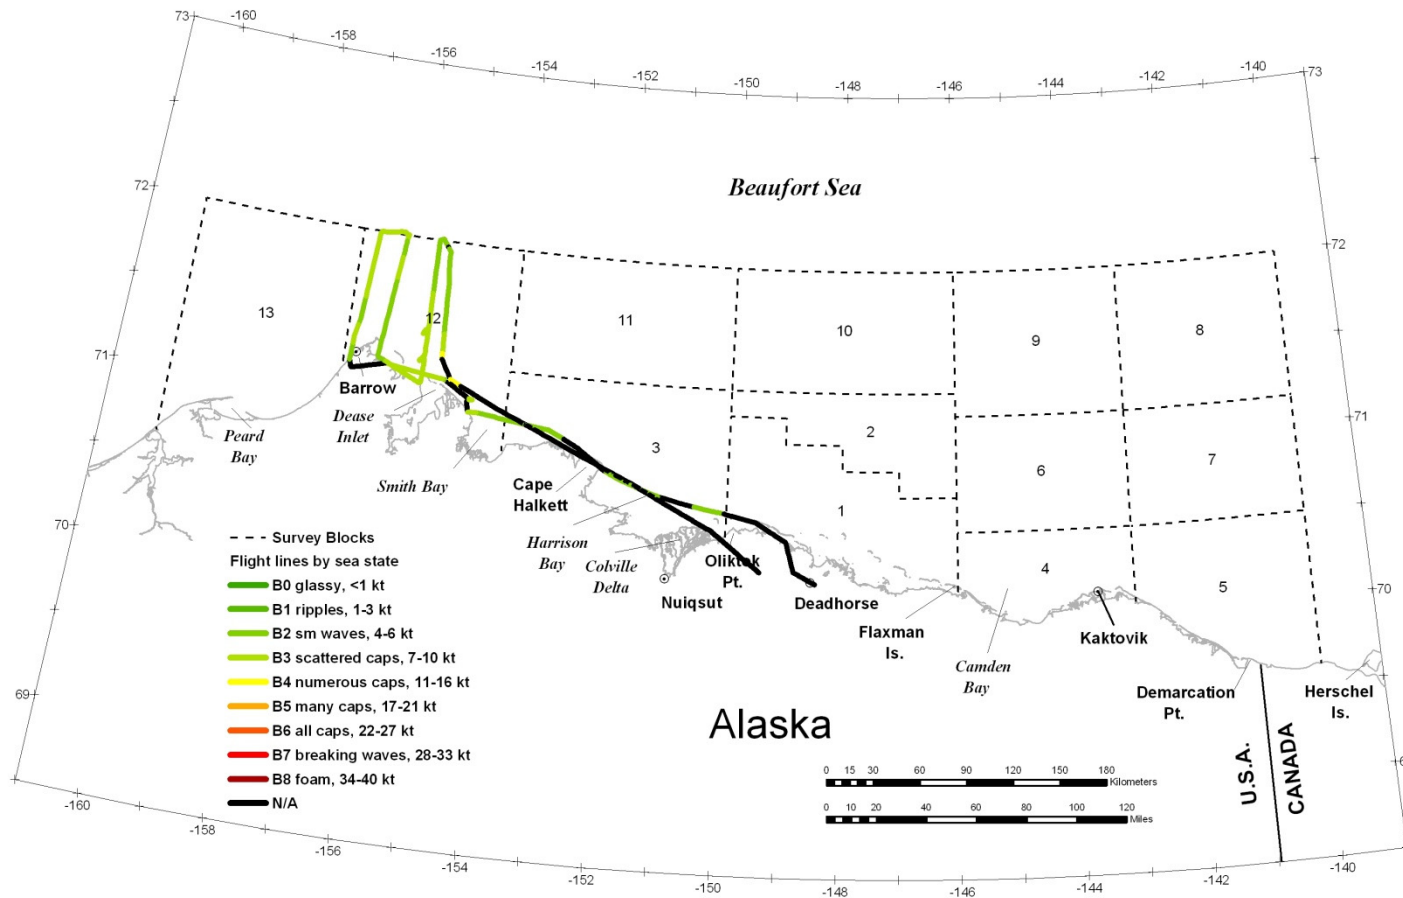 73
-160
-158
-156
-154
-152
-150
-148
-146
-144
-142
-140
73
72
Beaufort Sea
72
13
12
11
10
9
8
71
Barrow
Dease
Inlet
Peard
Bay
Smith Bay
Cape
Halkett
3
2
1
6
7
71
70
Harrison
Bay
Colville
Delta
Nuiqsut
Oliktok
Pt.
Deadhorse
Flaxman
Is.
4
Kaktovik
5
70
Camden
Bay
Demarcation
Pt.
Herschel
Is.
Survey Blocks
Flight lines by sea state
B0 glassy, <1 kt
B1 ripples, 1-3 kt
B2 sm waves, 4-6 kt
B3 scattered caps, 7-10 kt
B4 numerous caps, 11-16 kt
B5 many caps, 17-21 kt
B6 all caps, 22-27 kt
B7 breaking waves, 28-33 kt
B8 foam, 34-40 kt
N/A
69
Alaska
U.S.A.
CANADA
0 15 30 60 90 120 150 180
Kilometers
0 10 20 40 60 80 100 120
Miles
-160
-158
-156
-154
-152
-150
-148
-146
-144
-142
-140